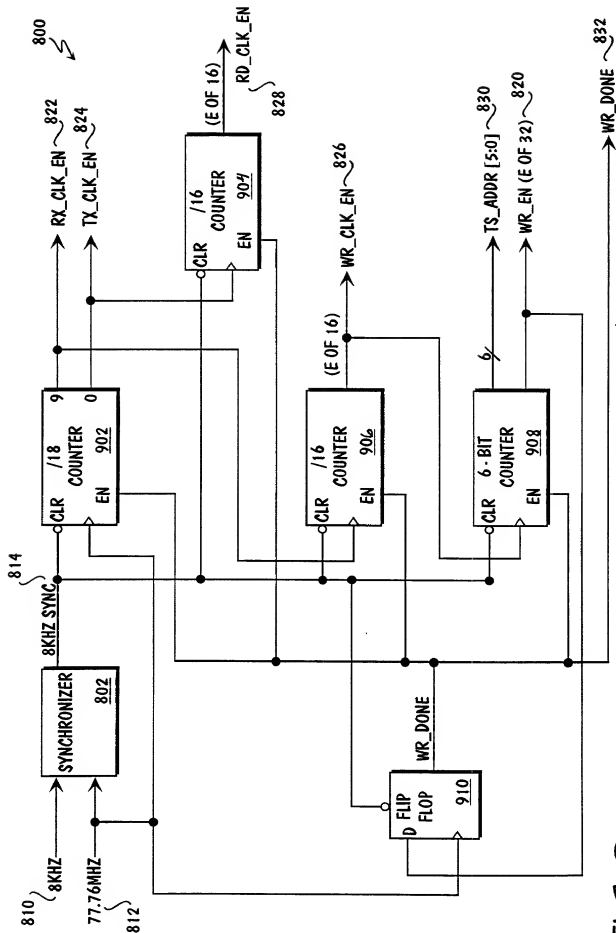 800
8KHZ
810
77.76MHZ
812
SYNCHRONIZER
802
8KHZ SYNC
814
CLR
/18
COUNTER
902
EN
9
0
RX_CLK_EN
822
TX_CLK_EN
824
CLR
/16
COUNTER
904
EN
(E OF 16)
RD_CLK_EN
828
CLR
/16
COUNTER
906
EN
(E OF 16)
WR_CLK_EN
826
CLR
6-BIT
COUNTER
908
EN
6
TS_ADDR [5:0]
830
WR_EN (E OF 32)
820
D FLIP
FLOP
910
WR_DONE
WR_DONE
832